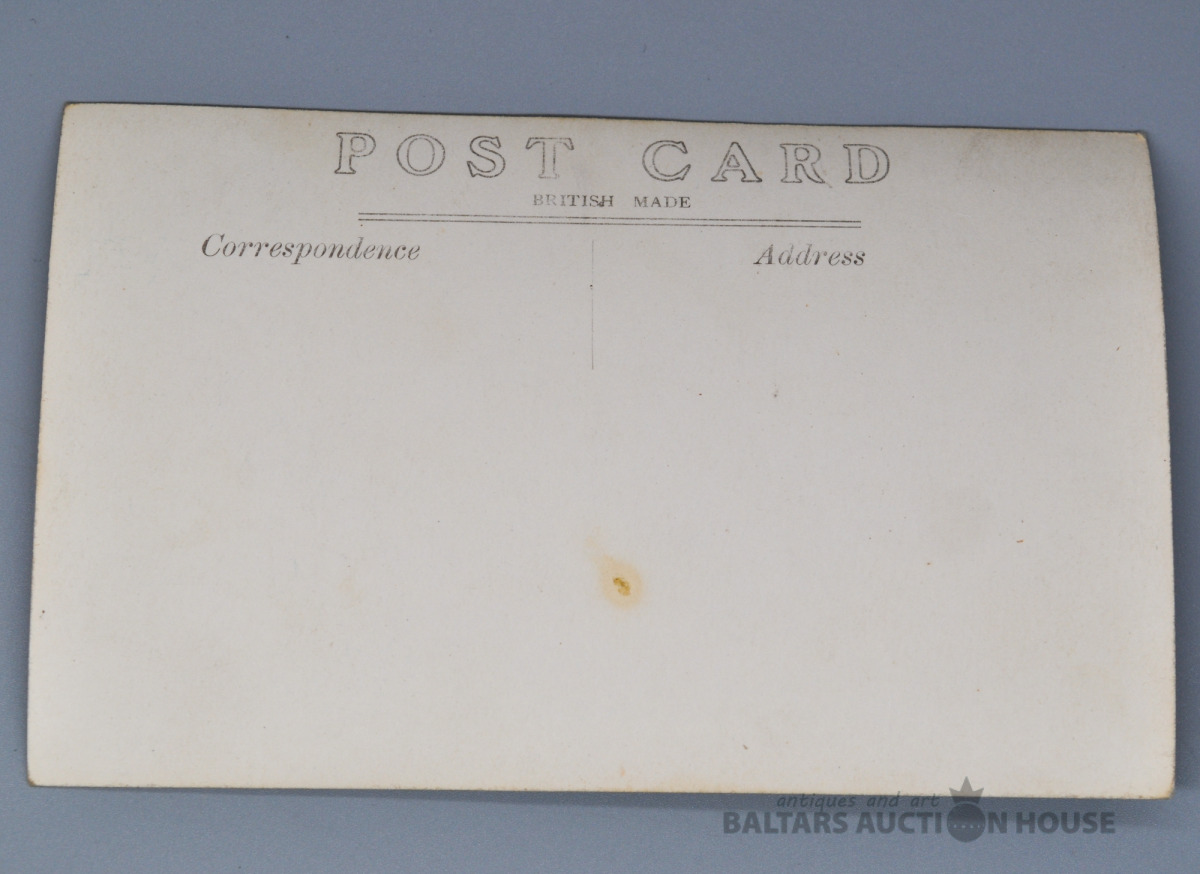 POST CARD
BRITISH MADE
Correspondence
Address
antiques and art
BALTARS AUCTION HOUSE